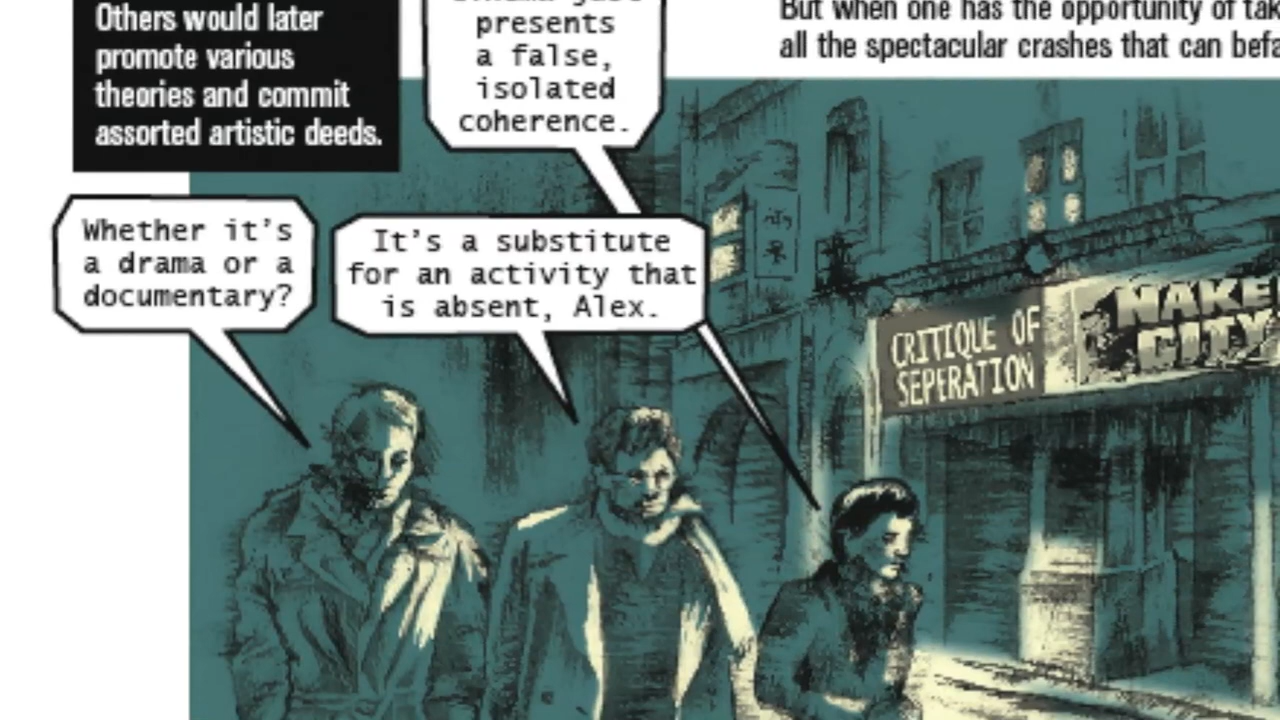 Others would later
promote various
theories and commit
assorted artistic deeds.
presents
a false,
isolated
coherence.
But when one has the opportunity of
all the spectacular crashes that can
Whether it's
a drama or a
documentary?
It's a substitute
for an activity that
is absent, Alex.
CRITIQUE OF
SEPERATION
NAKE
CITY